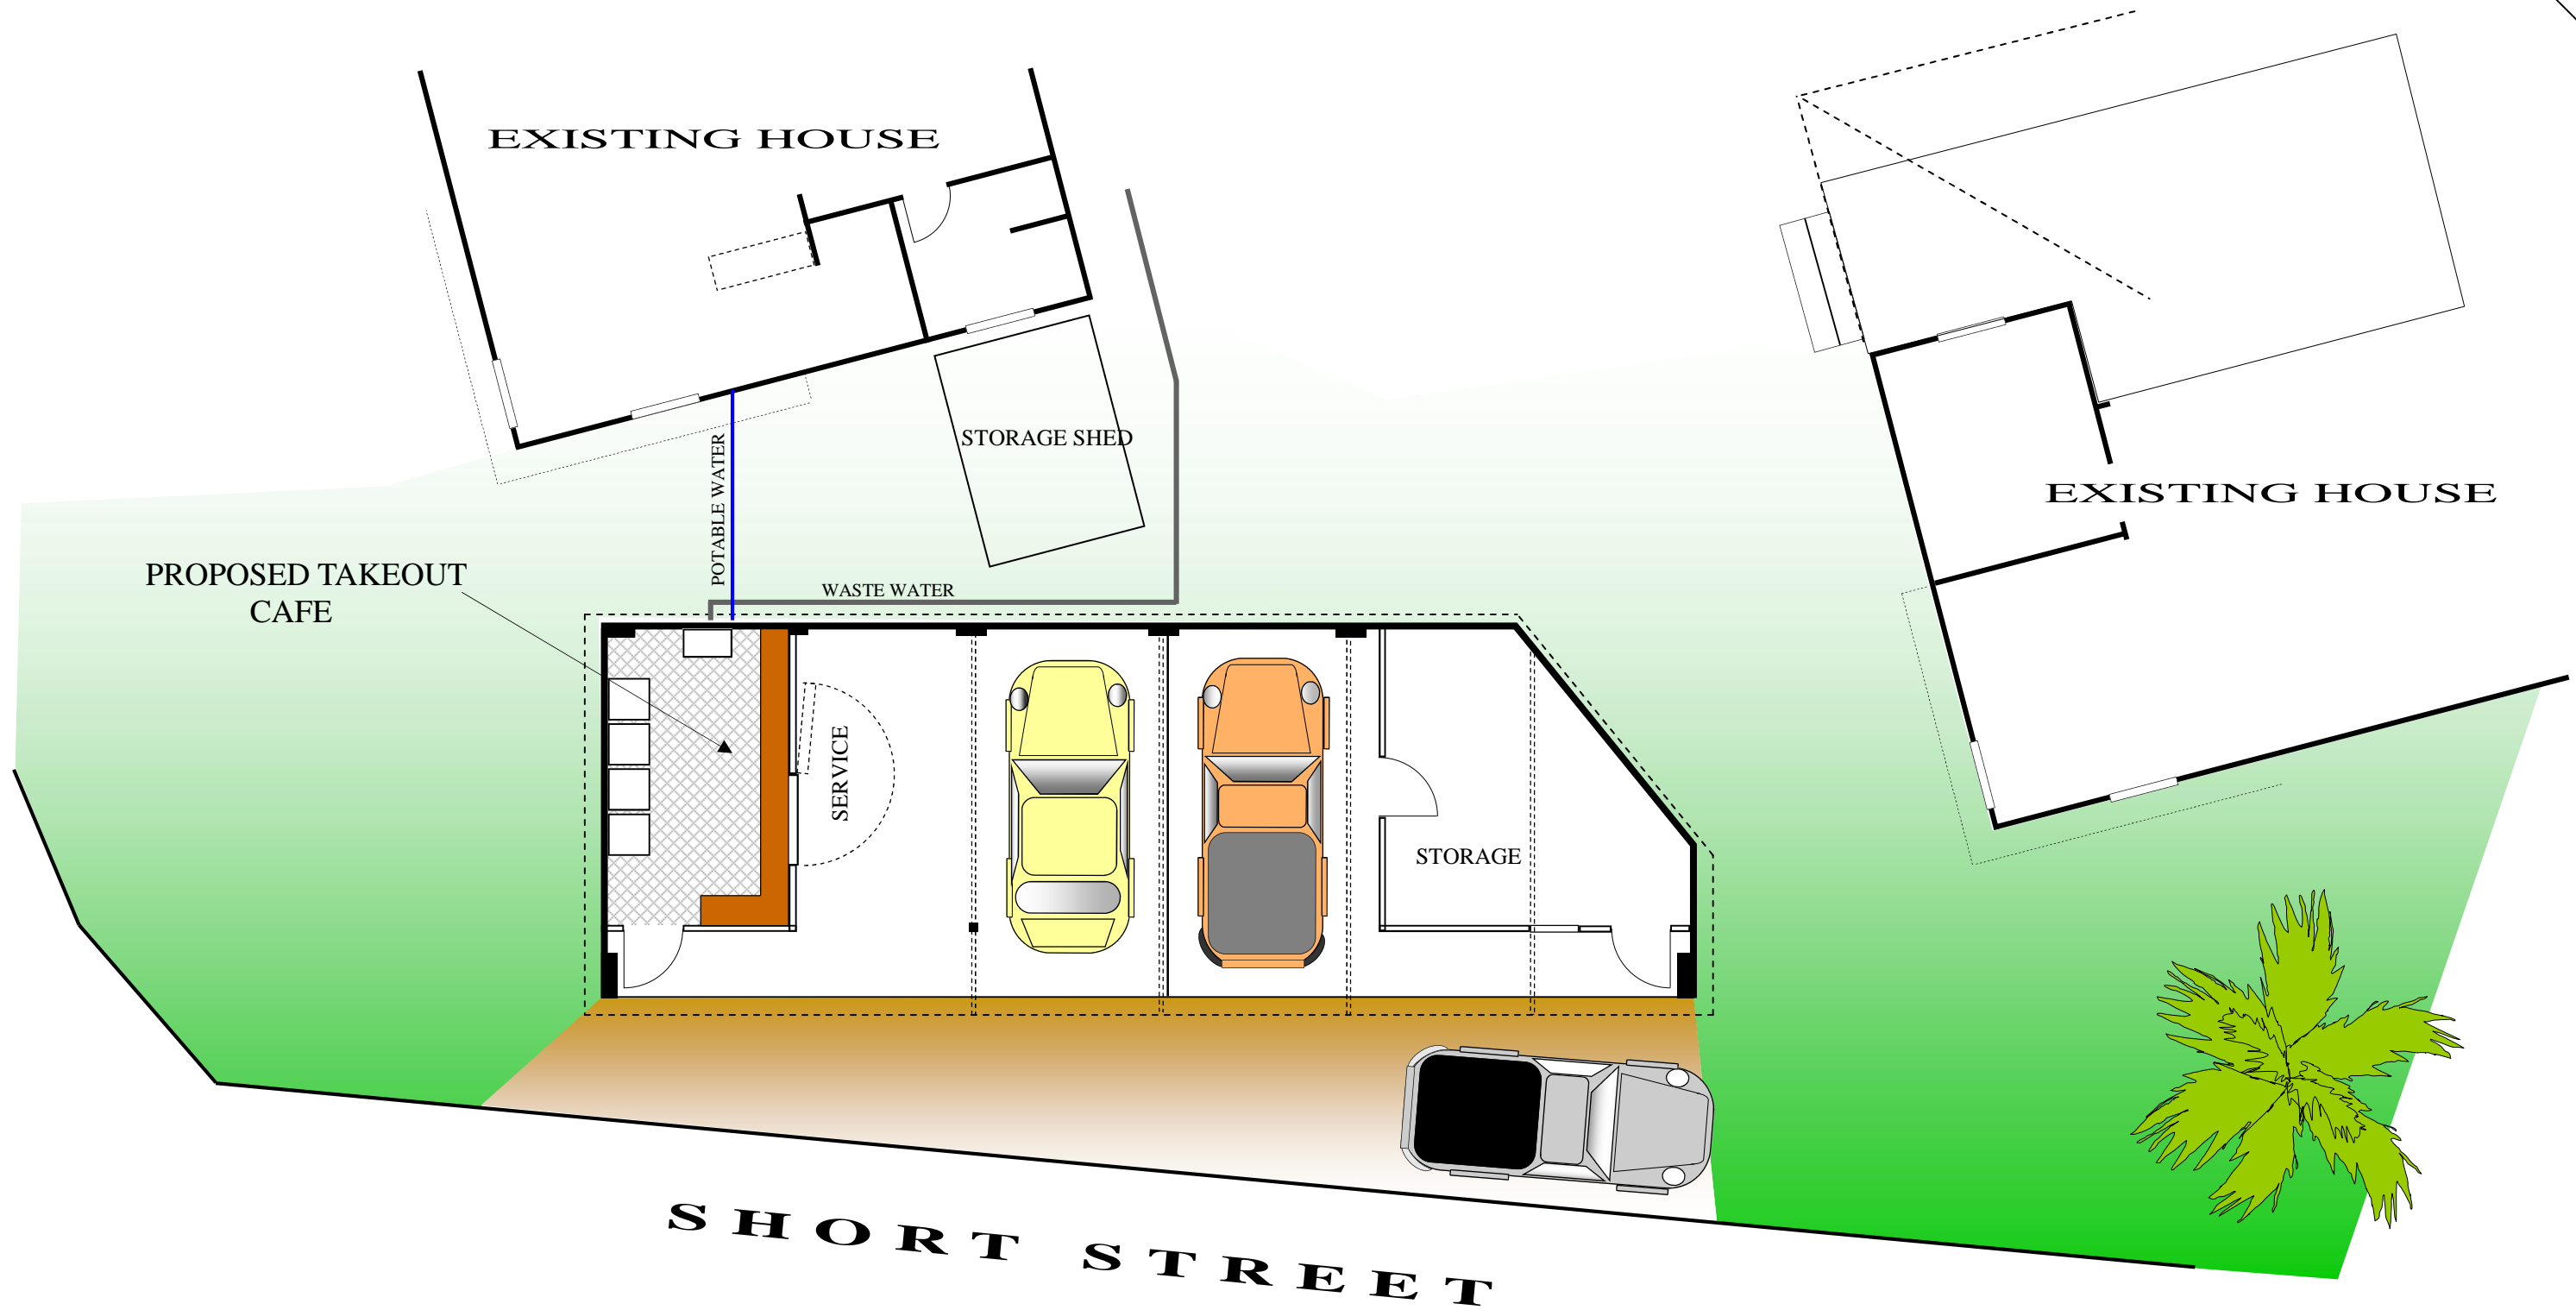 EXISTING HOUSE
STORAGE SHED
POTABLE WATER
EXISTING HOUSE
PROPOSED TAKEOUT
CAFE
WASTE WATER
SERVICE
STORAGE
SHORT STREET